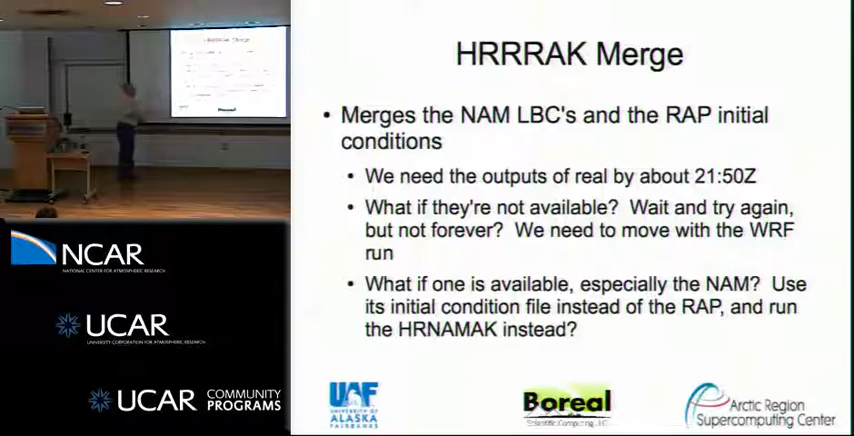 HRRRAK Merge
• Merges the NAM LBC's and the RAP initial
conditions
• We need the outputs of real by about 21:50Z
• What if they're not available? Wait and try again,
but not forever? We need to move with the WRF
run
• What if one is available, especially the NAM? Use
its initial condition file instead of the RAP, and run
the HRNAMAK instead?
UAF
UNIVERSITY OF
ALASKA
FAIRBANKS
Boreal
Scientific Computing LLC
Arctic Region
Supercomputing Center
HRRRAK Merge
Boreal
NCAR
NATIONAL CENTER FOR ATMOSPHERIC RESEARCH
UCAR
UNIVERSITY CORPORATION FOR ATMOSPHERIC RESEARCH
UCAR COMMUNITY
PROGRAMS